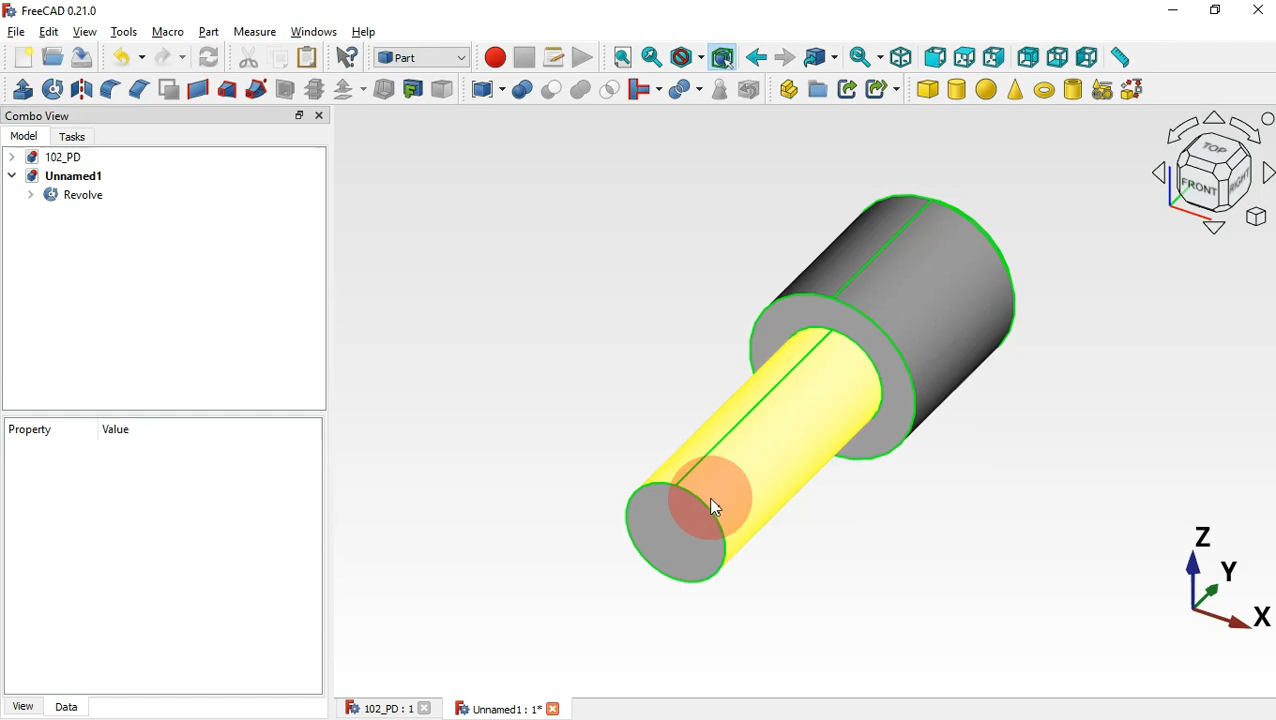 FreeCAD 0.21.0
File Edit View Tools Macro Part Measure Windows Help
Part
Combo View
Model Tasks
102_PD
Unnamed1
Revolve
Property Value
View Data
102_PD : 1 Unnamed1 : 1*
TOP
FRONT RIGHT
Z
Y
X